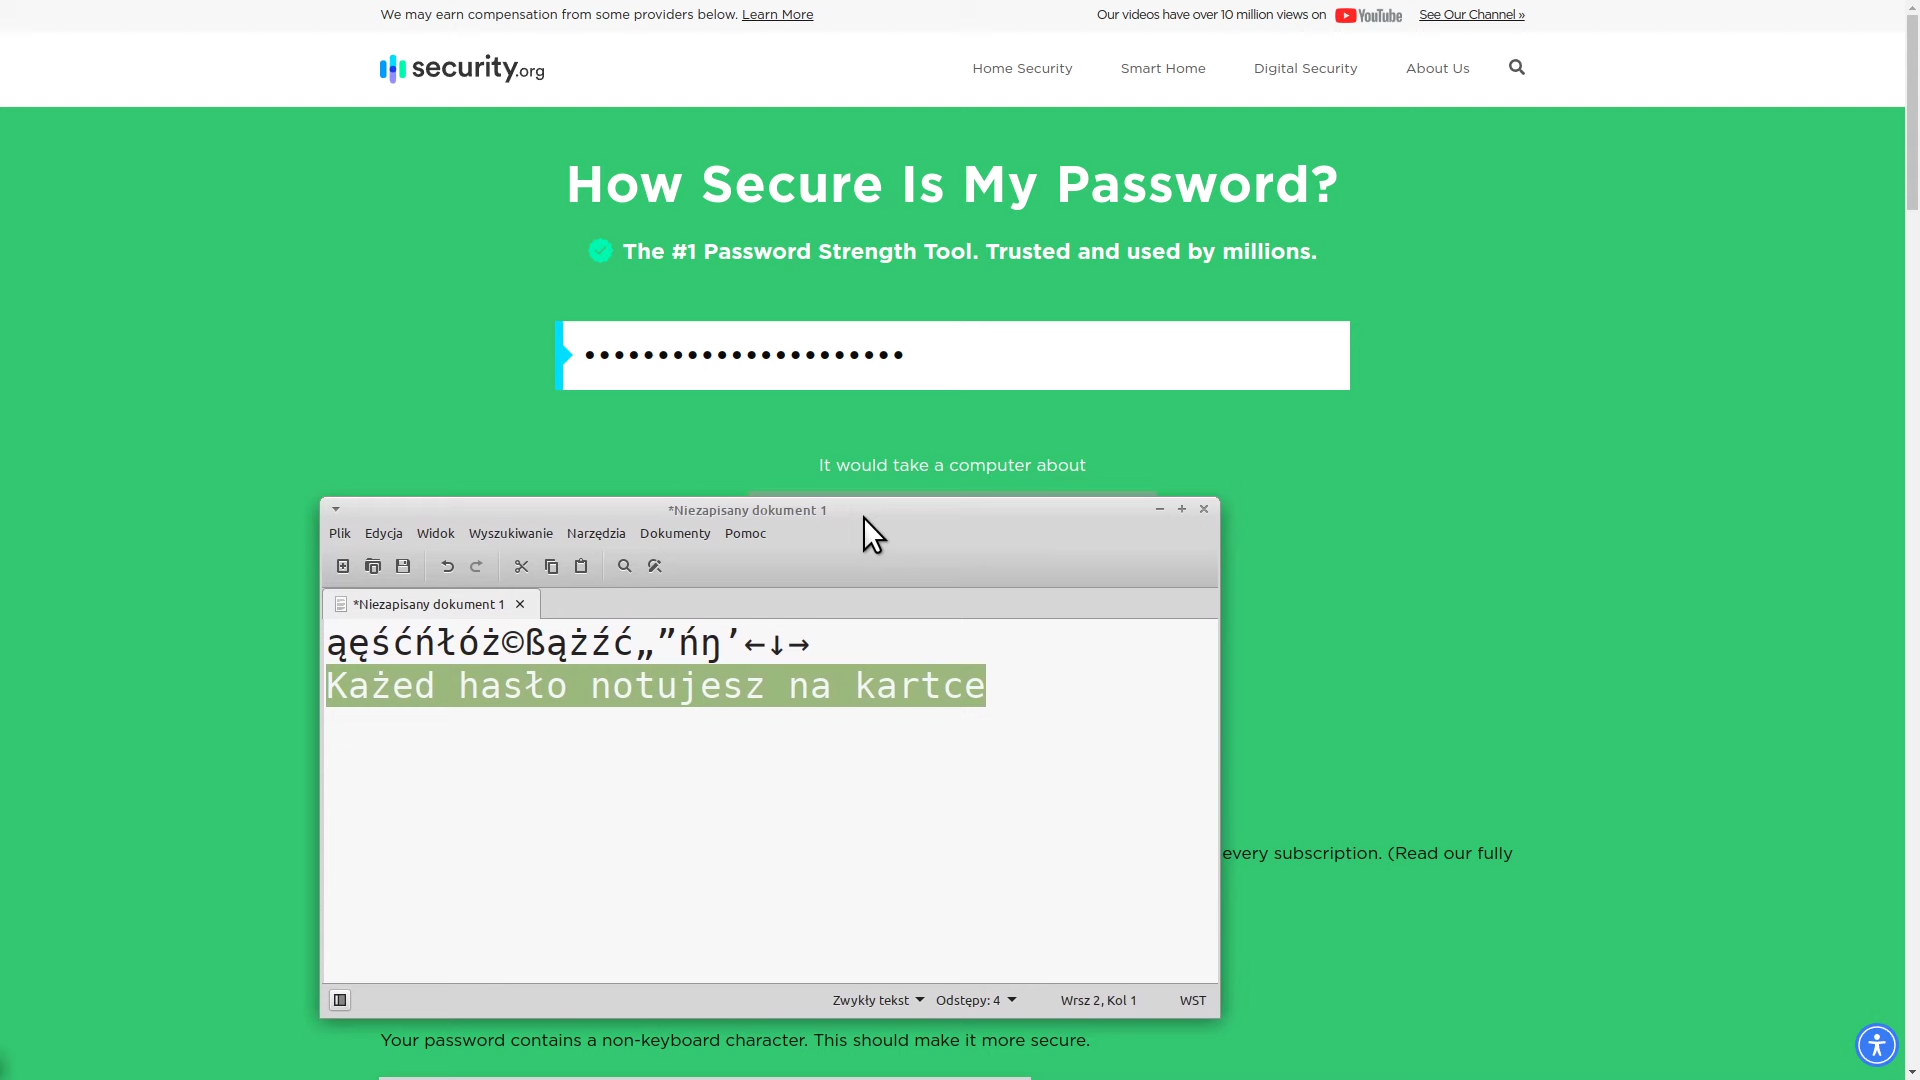 We may earn compensation from some providers below. Learn More
Our videos have over 10 million views on YouTube See Our Channel »
security.org
Home Security Smart Home Digital Security About Us
How Secure Is My Password?
The #1 Password Strength Tool. Trusted and used by millions.
••••••••••••••••••••••
It would take a computer about
*Niezapisany dokument 1
Plik Edycja Widok Wyszukiwanie Narzędzia Dokumenty Pomoc
*Niezapisany dokument 1
ąęśćńłóż©ßążźć„”ńŋ’←↓→
Każed hasło notujesz na kartce
every subscription. (Read our fully
Zwykły tekst Odstępy: 4 Wrsz 2, Kol 1 WST
Your password contains a non-keyboard character. This should make it more secure.